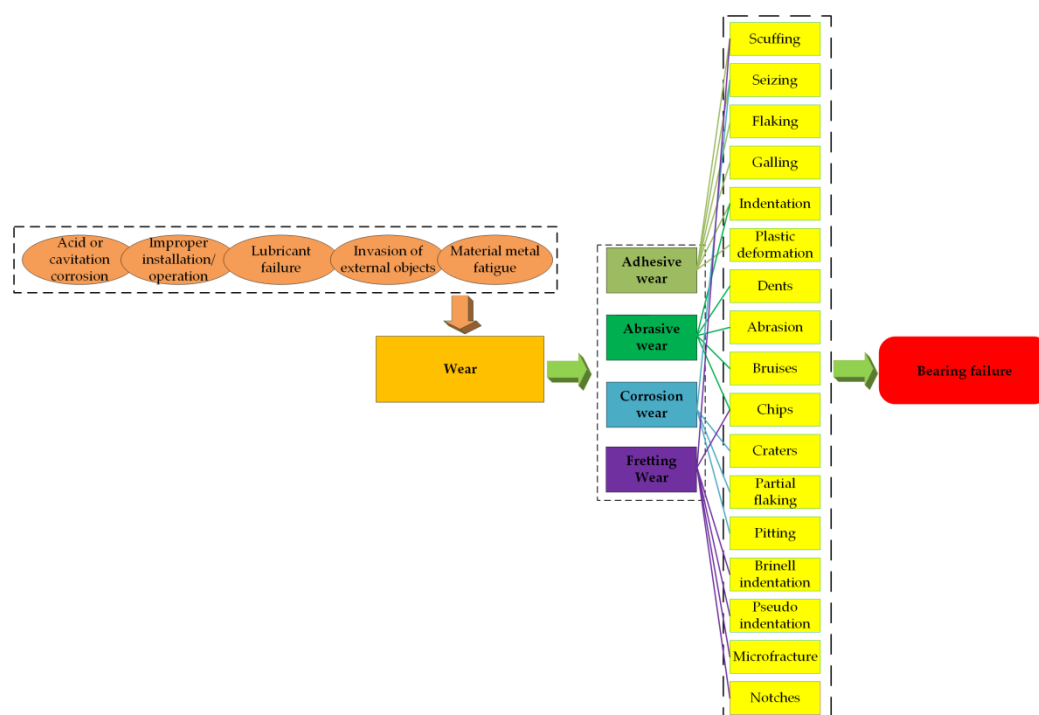 Acid or
cavitation
corrosion
Improper
installation/
operation
Lubricant
failure
Invasion of
external objects
Material metal
fatigue
Wear
Adhesive
wear
Abrasive
wear
Corrosion
wear
Fretting
Wear
Scuffing
Seizing
Flaking
Galling
Indentation
Plastic
deformation
Dents
Abrasion
Bruises
Chips
Craters
Partial
flaking
Pitting
Brinell
indentation
Pseudo
indentation
Microfracture
Notches
Bearing failure